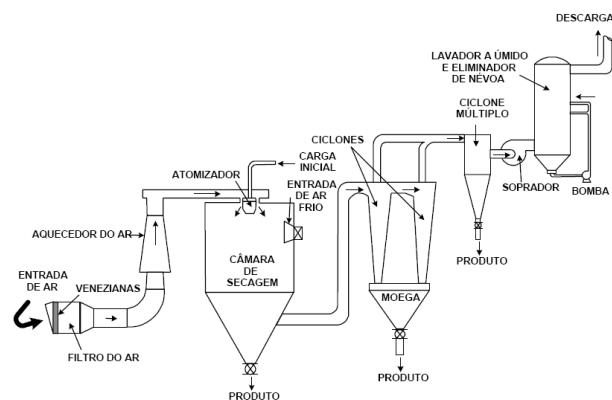 DESCARGA
LAVADOR A ÚMIDO
E ELIMINADOR
DE NÉVOA
CICLONE
MÚLTIPLO
CICLONES
CARGA
INICIAL
ATOMIZADOR
ENTRADA
DE AR
FRIO
SOPRADOR
BOMBA
AQUECEDOR DO AR
CÂMARA
DE
SECAGEM
ENTRADA
DE AR
VENEZIANAS
PRODUTO
MOEGA
FILTRO DO AR
PRODUTO
PRODUTO